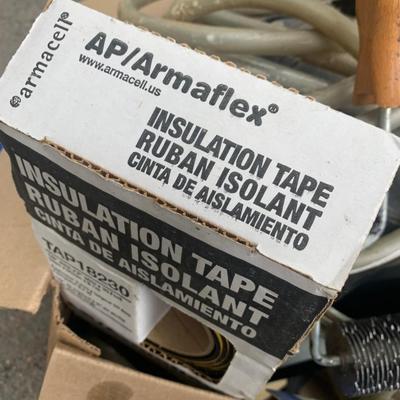 armacell®
AP/Armaflex®
www.armacell.us
INSULATION TAPE
RUBAN ISOLANT
CINTA DE AISLAMIENTO
INSULATION TAPE
RUBAN ISOLANT
CINTA DE AISLAMIENTO
TAP18230